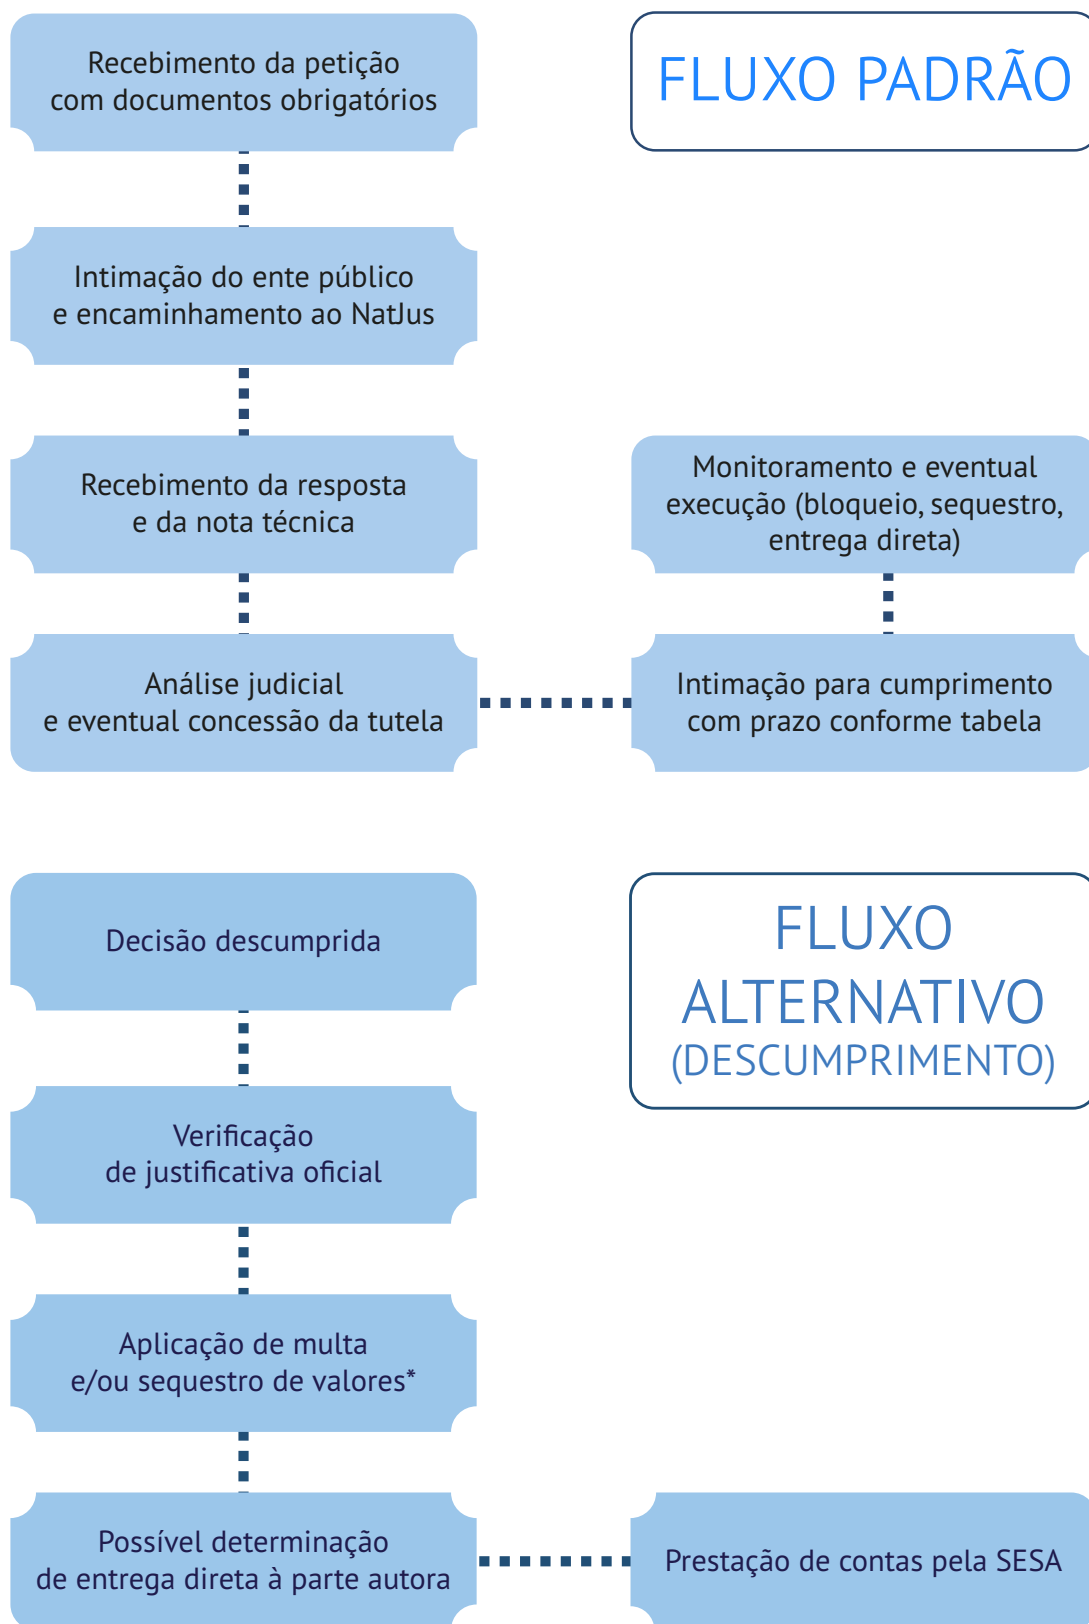 FLUXO PADRÃO
Recebimento da petição
com documentos obrigatórios
Intimação do ente público
e encaminhamento ao NatJus
Recebimento da resposta
e da nota técnica
Análise judicial
e eventual concessão da tutela
Intimação para cumprimento
com prazo conforme tabela
Monitoramento e eventual
execução (bloqueio, sequestro,
entrega direta)
FLUXO
ALTERNATIVO
(DESCUMPRIMENTO)
Decisão descumprida
Verificação
de justificativa oficial
Aplicação de multa
e/ou sequestro de valores*
Possível determinação
de entrega direta à parte autora
Prestação de contas pela SESA